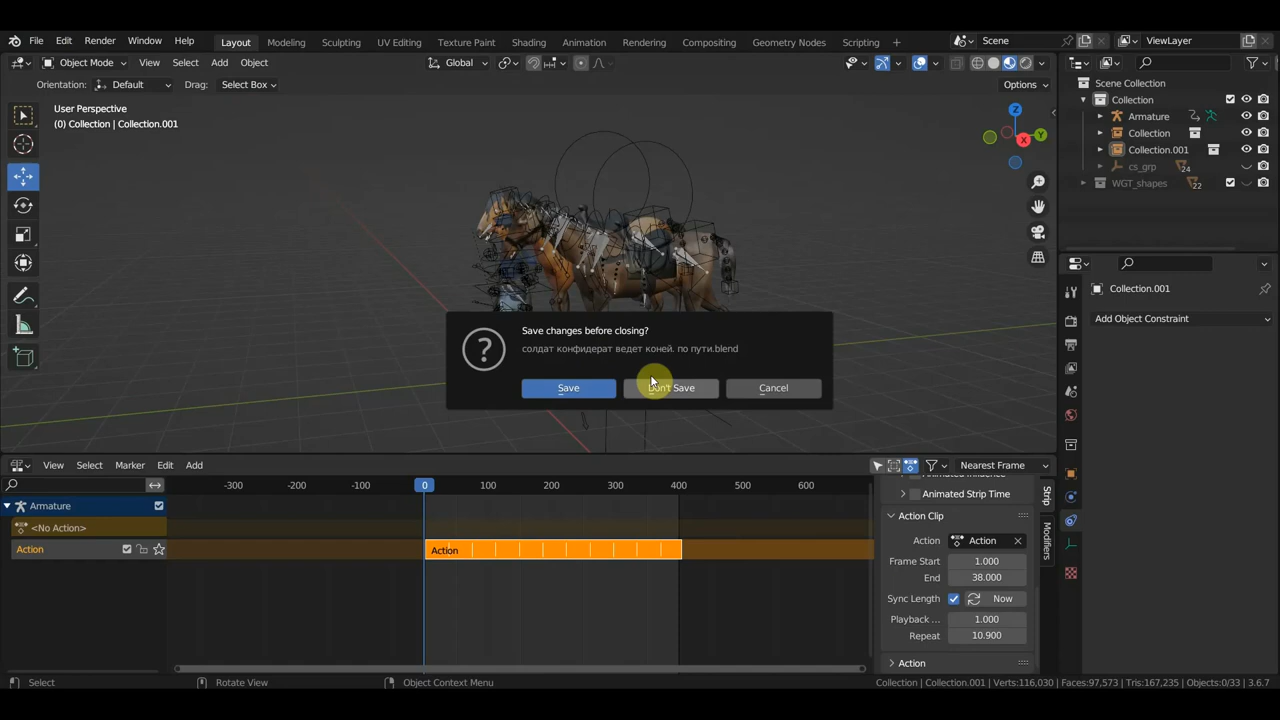 File Edit Render Window Help Layout Modeling Sculpting UV Editing Texture Paint Shading Animation Rendering Compositing Geometry Nodes Scripting + Scene ViewLayer
Object Mode View Select Add Object Global
Orientation: Default Drag: Select Box Options
User Perspective
(0) Collection | Collection.001
Z
Y
X
Scene Collection
Collection
Armature
Collection
Collection.001
cs_grp 24
WGT_shapes 22
Collection.001
Add Object Constraint
Save changes before closing?
солдат конфидерат ведет коней. по пути.blend
Save Don't Save Cancel
View Select Marker Edit Add Nearest Frame
-300 -200 -100 0 100 200 300 400 500 600
Armature
<No Action>
Action
Action
Animated Strip Time
Action Clip
Action Action
Frame Start 1.000
End 38.000
Sync Length Now
Playback ... 1.000
Repeat 10.900
Action
Strip
Modifiers
Select Rotate View Object Context Menu Collection | Collection.001 | Verts:116,030 | Faces:97,573 | Tris:167,235 | Objects:0/33 | 3.6.7